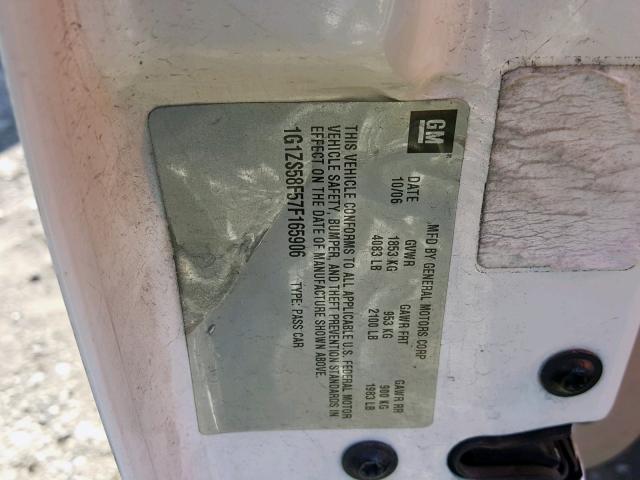 GM
MFD BY GENERAL MOTORS CORP
DATE GVWR GAWR FRT GAWR RR
10/06 1853 KG 953 KG 900 KG
4083 LB 2100 LB 1983 LB
THIS VEHICLE CONFORMS TO ALL APPLICABLE U.S. FEDERAL MOTOR
VEHICLE SAFETY, BUMPER, AND THEFT PREVENTION STANDARDS IN
EFFECT ON THE DATE OF MANUFACTURE SHOWN ABOVE.
1G1ZS58F57F165906 TYPE: PASS CAR